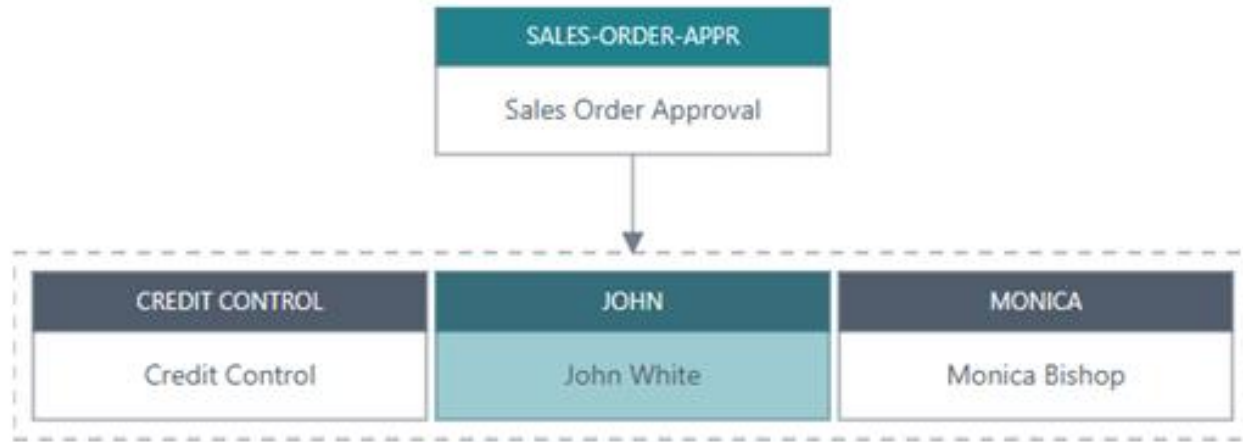 SALES-ORDER-APPR
Sales Order Approval
CREDIT CONTROL
Credit Control
JOHN
John White
MONICA
Monica Bishop